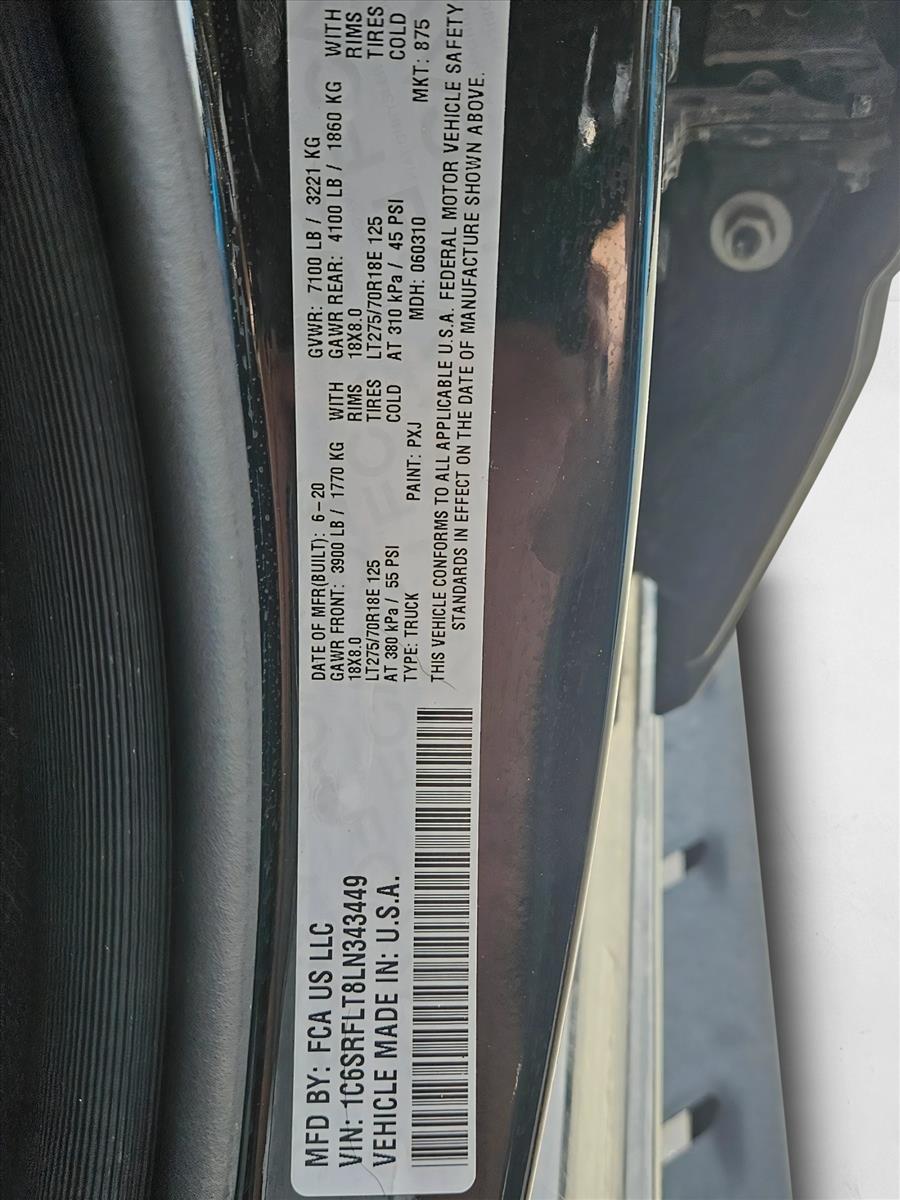 MFD BY: FCA US LLC
VIN: 1C6SRFLT8LN343449
VEHICLE MADE IN: U.S.A.
DATE OF MFR(BUILT): 6-20 GVWR: 7100 LB / 3221 KG
GAWR FRONT: 3900 LB / 1770 KG WITH GAWR REAR: 4100 LB / 1860 KG WITH
18X8.0 RIMS 18X8.0 RIMS
LT275/70R18E 125 TIRES LT275/70R18E 125 TIRES
AT 380 kPa / 55 PSI COLD AT 310 kPa / 45 PSI COLD
TYPE: TRUCK PAINT: PXJ MDH: 060310 MKT: 875
THIS VEHICLE CONFORMS TO ALL APPLICABLE U.S.A. FEDERAL MOTOR VEHICLE SAFETY
STANDARDS IN EFFECT ON THE DATE OF MANUFACTURE SHOWN ABOVE.